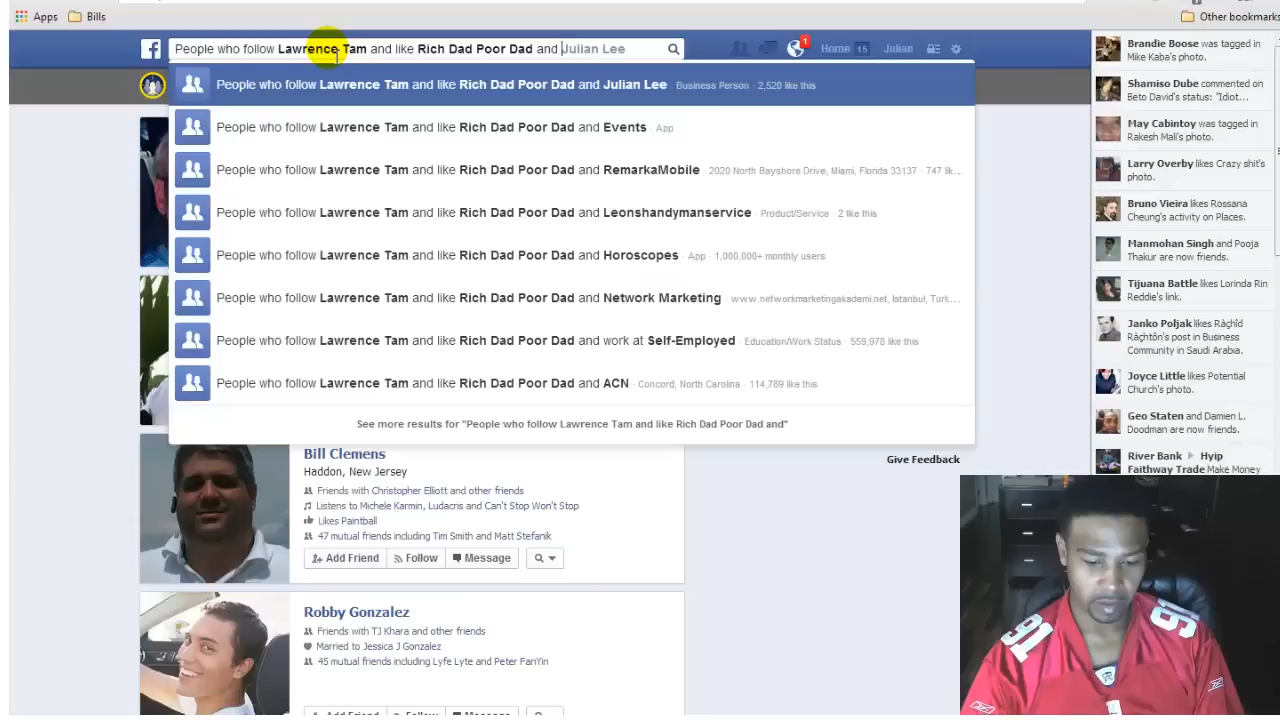 Apps Bills Other bookmarks
People who follow Lawrence Tam and like Rich Dad Poor Dad and Julian Lee
1 Home 15 Julian
People who follow Lawrence Tam and like Rich Dad Poor Dad and Julian Lee Business Person · 2,520 like this
People who follow Lawrence Tam and like Rich Dad Poor Dad and Events · App
People who follow Lawrence Tam and like Rich Dad Poor Dad and RemarkaMobile · 2020 North Bayshore Drive, Miami, Florida 33137 · 747 lik...
People who follow Lawrence Tam and like Rich Dad Poor Dad and Leonshandymanservice · Product/Service · 2 like this
People who follow Lawrence Tam and like Rich Dad Poor Dad and Horoscopes · App · 1,000,000+ monthly users
People who follow Lawrence Tam and like Rich Dad Poor Dad and Network Marketing · www.networkmarketingakademi.net, Istanbul, Turk...
People who follow Lawrence Tam and like Rich Dad Poor Dad and work at Self-Employed · Education/Work Status · 559,978 like this
People who follow Lawrence Tam and like Rich Dad Poor Dad and ACN · Concord, North Carolina · 114,789 like this
See more results for "People who follow Lawrence Tam and like Rich Dad Poor Dad and"
Give Feedback
Bill Clemens
Haddon, New Jersey
Friends with Christopher Elliott and other friends
Listens to Michele Karmin, Ludacris and Can't Stop Won't Stop
Likes Paintball
47 mutual friends including Tim Smith and Matt Stefanik
Add Friend Follow Message
Robby Gonzalez
Friends with TJ Khara and other friends
Married to Jessica J Gonzalez
45 mutual friends including Lyfe Lyte and Peter FanYin
Add Friend Follow Message
Brandie Boose was tagged in
Mike Kaba's photo.
Shamiso Dube commented on
Beto David's status: "Idiot...
May Cabintoy was tagged in
Rakesh Mali's photo.
Larry Overby likes Crazy shit's
photo.
Bruno Vieira likes Rossana
Cheung's activity on Places.
Manmohan Singh and Pooja
Thakur are now friends.
Tijuana Battle likes Lorinda Rin
Reddie's link.
Janko Poljak likes Ràçhîd
Ràçhtôn's post in Business
Community in Saudi Arabia.
Joyce Little likes Potential
Church's photo.
Geo Staten and Damien L.
Doodman are now friends.
River Bank ▸ Hyip
Faithway Trade Make Money
91